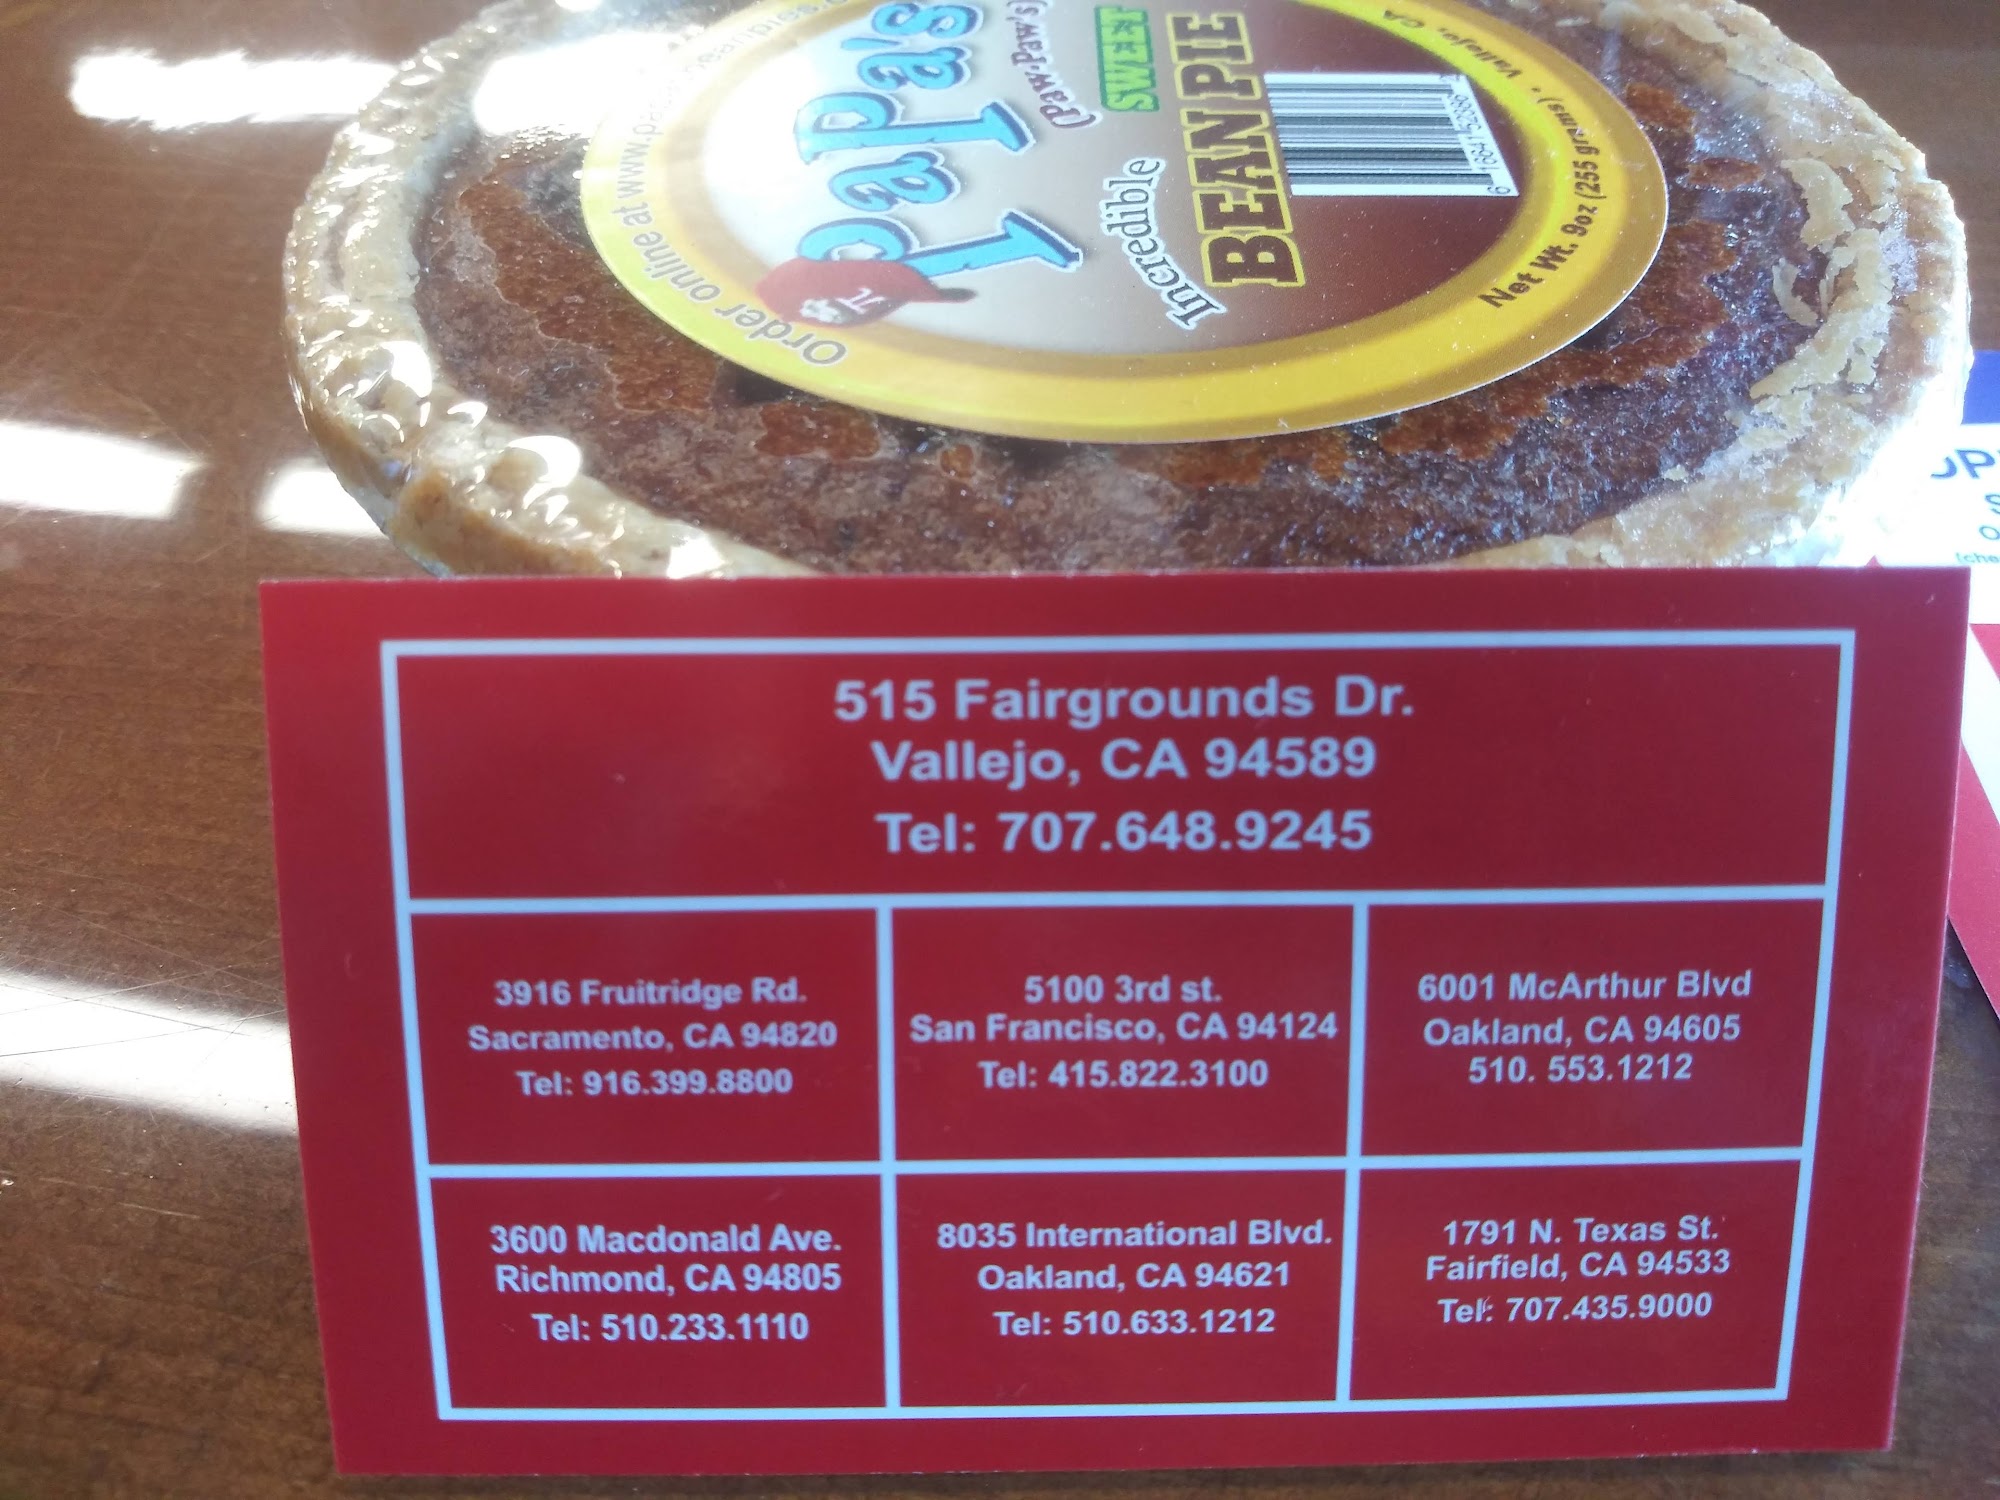 Order online at
Papa's
(Paw-Paw's)
Incredible SWEET
BEAN PIE
Net Wt. 9oz (255 grams) • Vallejo, CA
515 Fairgrounds Dr.
Vallejo, CA 94589
Tel: 707.648.9245
3916 Fruitridge Rd.
Sacramento, CA 94820
Tel: 916.399.8800
5100 3rd st.
San Francisco, CA 94124
Tel: 415.822.3100
6001 McArthur Blvd
Oakland, CA 94605
510. 553.1212
3600 Macdonald Ave.
Richmond, CA 94805
Tel: 510.233.1110
8035 International Blvd.
Oakland, CA 94621
Tel: 510.633.1212
1791 N. Texas St.
Fairfield, CA 94533
Tel: 707.435.9000